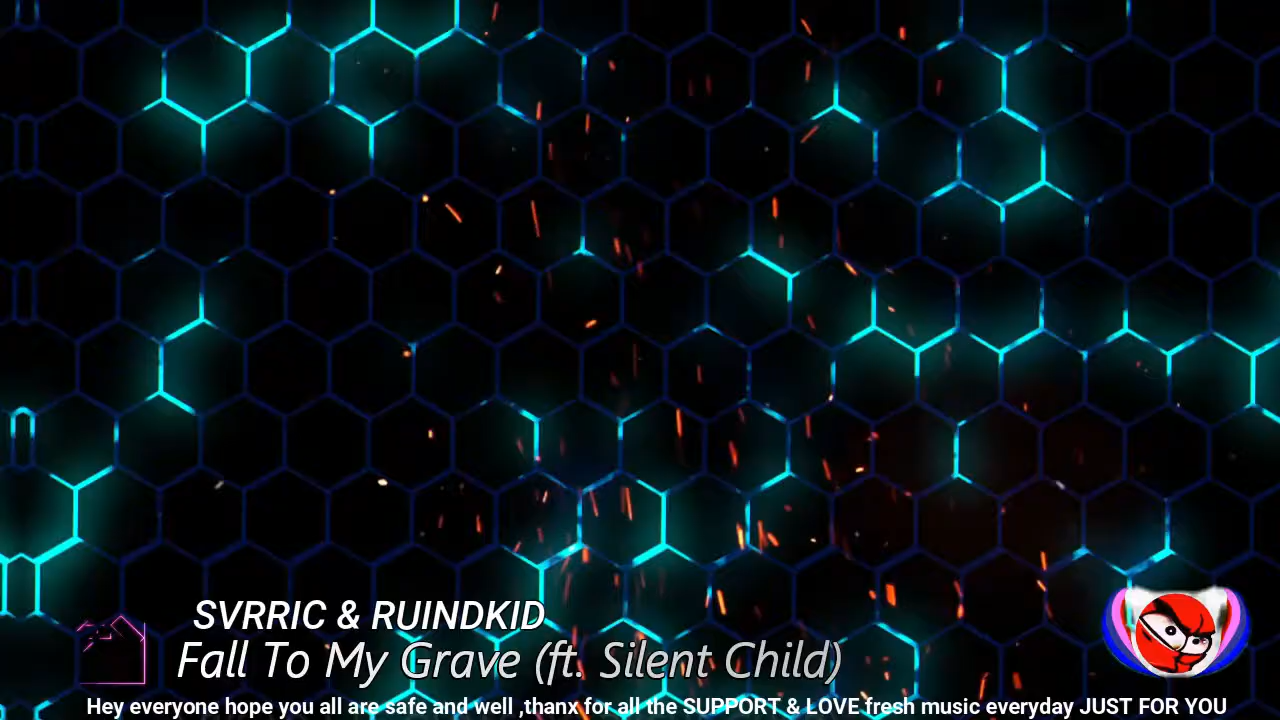 SVRRIC & RUINDKID
Fall To My Grave (ft. Silent Child)
Hey everyone hope you all are safe and well ,thanx for all the SUPPORT & LOVE fresh music everyday JUST FOR YOU